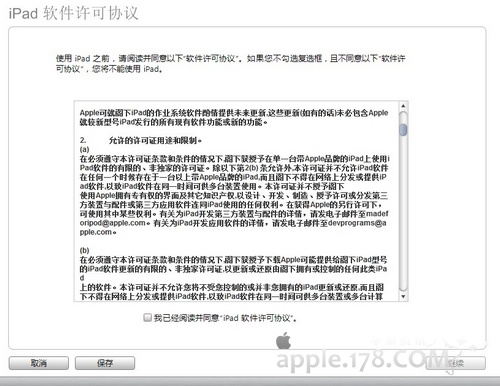 iPad 软件许可协议
使用 iPad 之前，请阅读并同意以下“软件许可协议”。如果您不勾选复选框，且不同意以下“软件许
可协议”，您将不能使用 iPad。
Apple可就阁下iPad的作业系统软件酌情提供未来更新,这些更新(如有的话)未必包含Apple
就较新型号iPad发行的所有现有软件功能或新的功能。
2. 允许的许可证用途和限制。
(a)
在必须遵守本许可证条款和条件的情况下,阁下获授予在单一台带Apple品牌的iPad上使用i
Pad软件的有限的、非独家的许可证。除以下第2(b) 条允许外,本许可证并不允许iPad软件
在任何一个时候存在于一台以上带Apple品牌的iPad,而且阁下不得在网络上分发或提供iP
ad软件,以致iPad软件在同一时间可供多台装置使用。本许可证并不授予阁下
使用Apple拥有专有权的界面及其它知识产权,以设计、开发、制造、授予许可或分发第三
方装置与配件或第三方应用软件连同iPad使用的任何权利。在获得Apple的另行许可下，
可使用其中某些权利。有关为iPad开发第三方装置与配件的详情，请发电子邮件至madef
oripod@apple.com。有关为iPad开发应用软件的详情，请发电子邮件至devprograms@a
pple.com。
(b)
在必须遵守本许可证条款和条件的情况下,阁下获授予下载Apple可能提供给阁下iPad型号
的iPad软件更新的有限的、非独家许可证,以更新或还原由阁下拥有或控制的任何此类iPa
d
上的软件。本许可证并不允许您将不受您控制的或并非您拥有的iPad更新或还原,而且阁
下不得在网络上分发或提供iPad软件,以致iPad软件在同一时间可供多台装置或多台计算
我已经阅读并同意“iPad 软件许可协议”。
apple.178.COM
取消
保存
继续